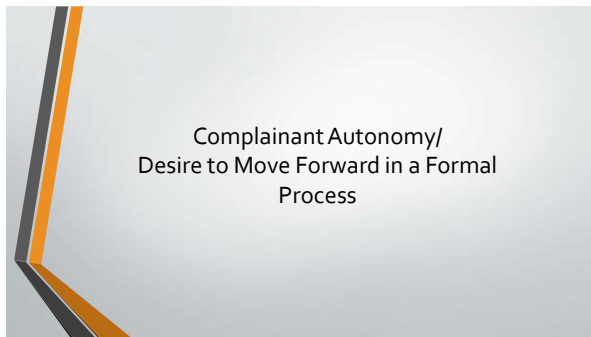 Complainant Autonomy/
Desire to Move Forward in a Formal
Process